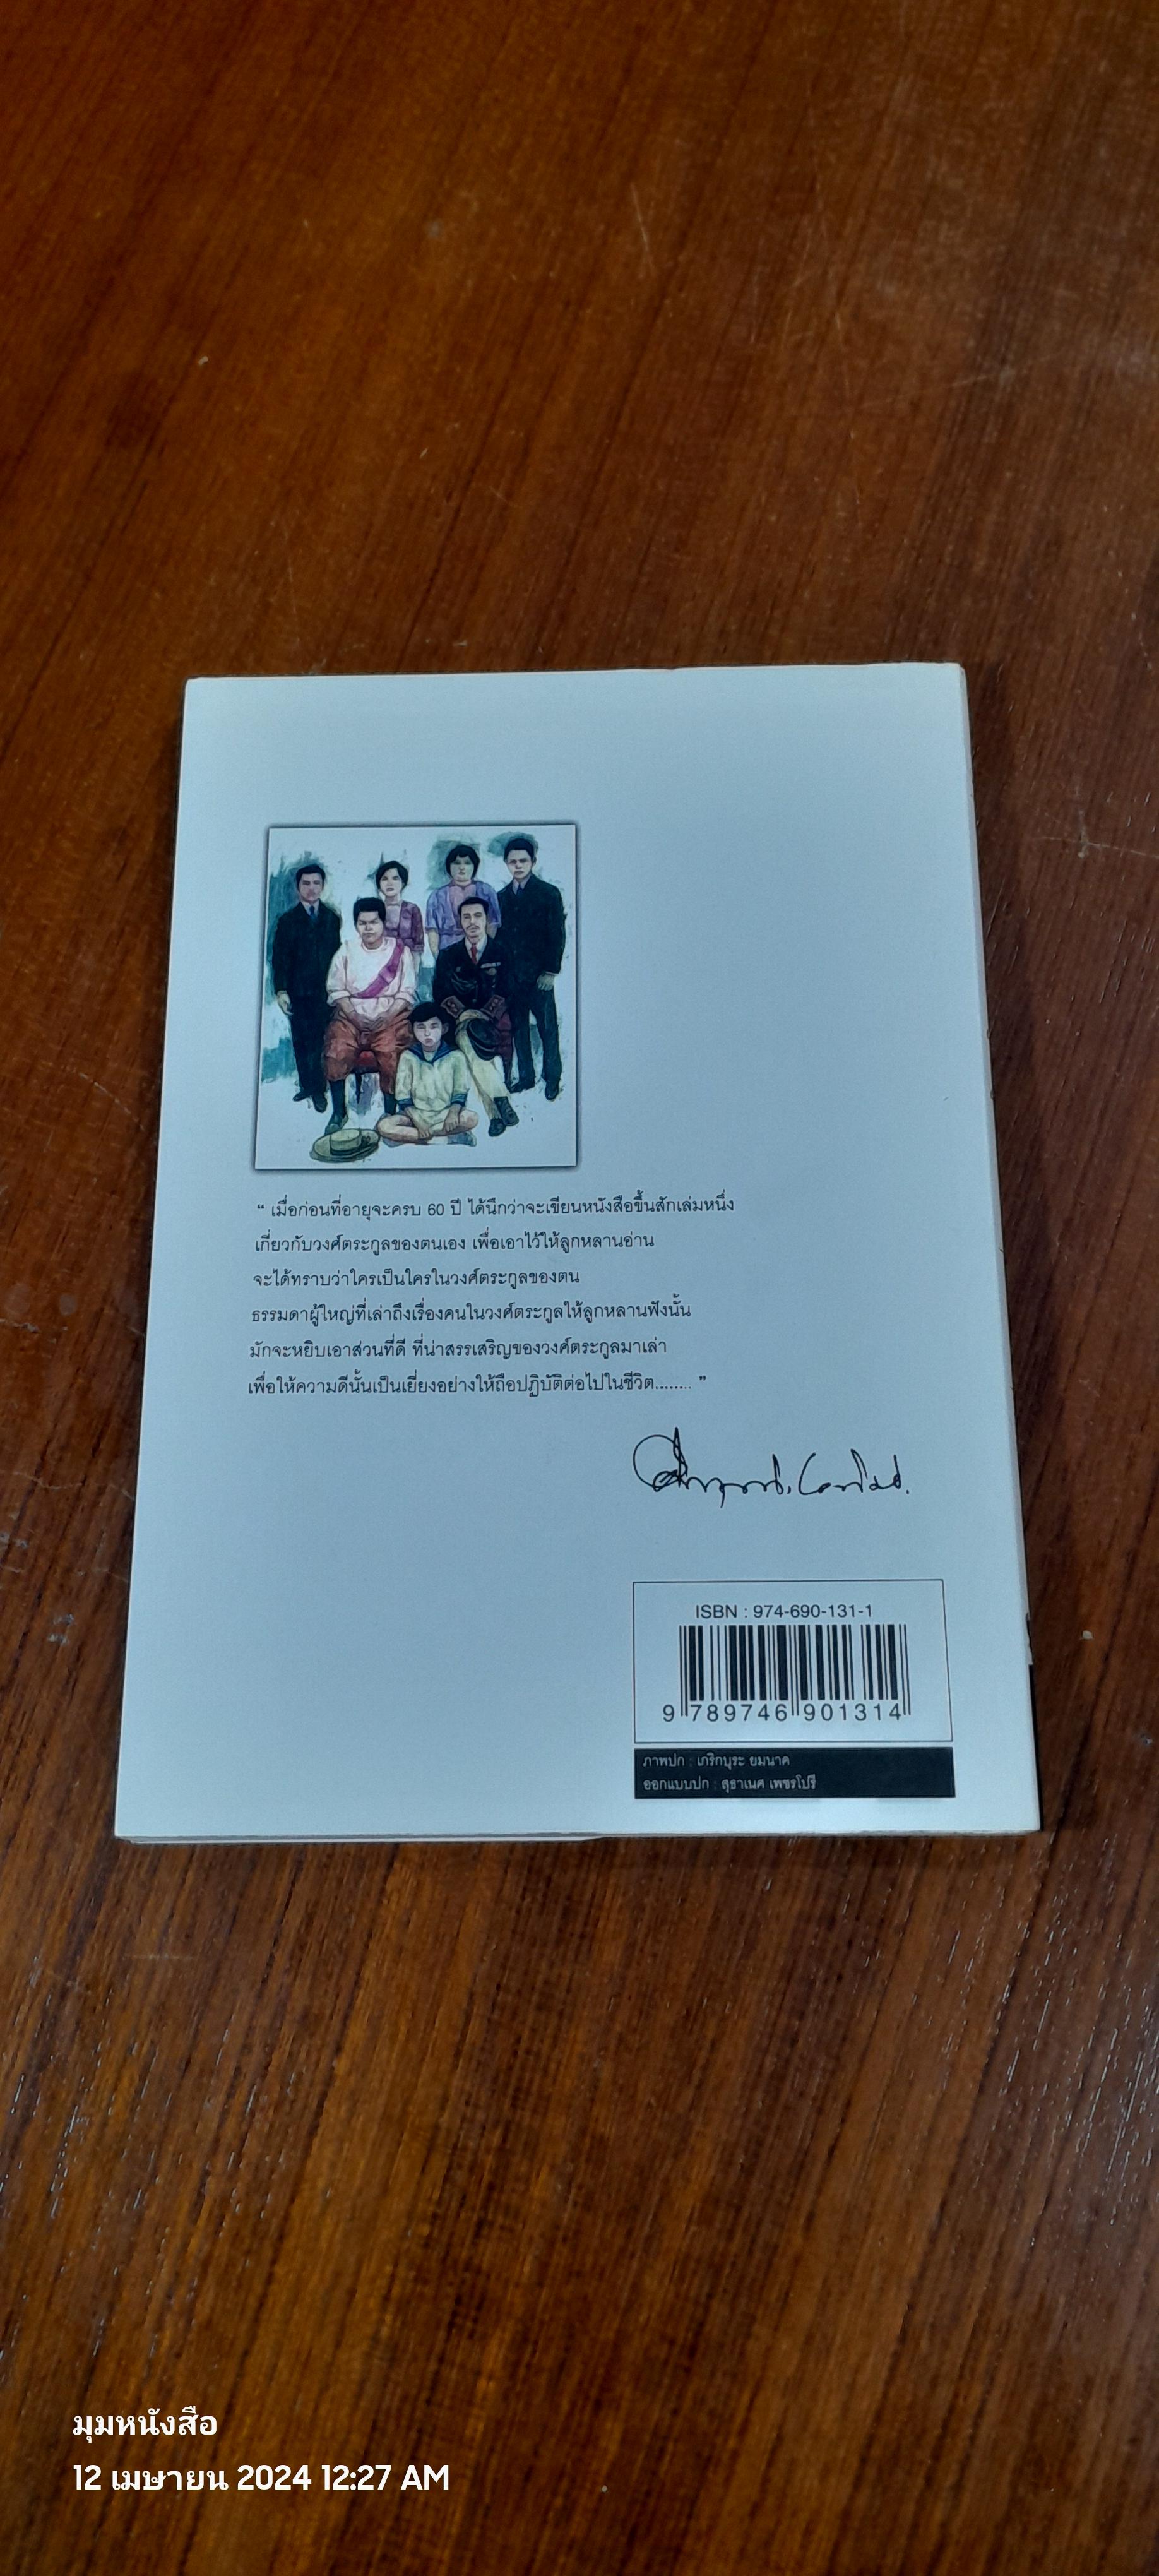 “ เมื่อก่อนที่อายุจะครบ 60 ปี ได้นึกว่าจะเขียนหนังสือขึ้นสักเล่มหนึ่ง
เกี่ยวกับวงศ์ตระกูลของตนเอง เพื่อเอาไว้ให้ลูกหลานอ่าน
จะได้ทราบว่าใครเป็นใครในวงศ์ตระกูลของตน
ธรรมดาผู้ใหญ่ที่เล่าถึงเรื่องคนในวงศ์ตระกูลให้ลูกหลานฟังนั้น
มักจะหยิบเอาส่วนที่ดี ที่น่าสรรเสริญของวงศ์ตระกูลมาเล่า
เพื่อให้ความดีนั้นเป็นเยี่ยงอย่างให้ถือปฏิบัติต่อไปในชีวิต........ ”
ISBN : 974-690-131-1
9 789746 901314
ภาพปก : เกริกบุระ ยมนาค
ออกแบบปก : สุธาเนศ เพชรโปรี
มุมหนังสือ
12 เมษายน 2024 12:27 AM